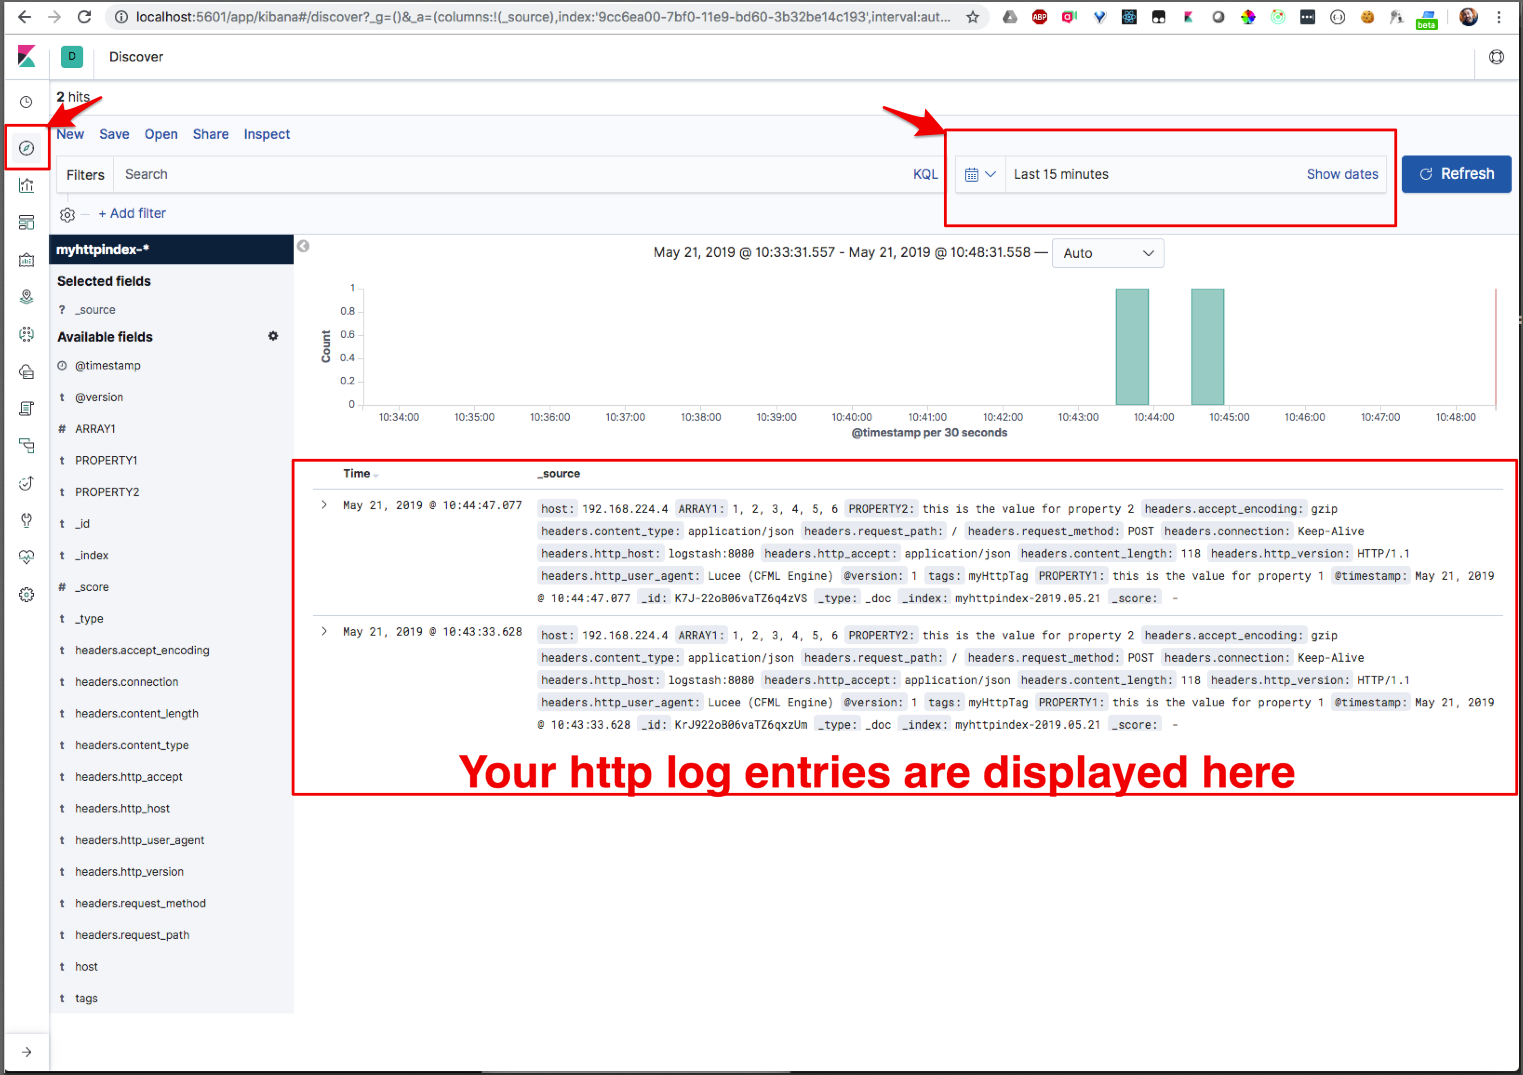 localhost:5601/app/kibana#/discover?_g=()&_a=(columns:!(_source),index:'9cc6ea00-7bf0-11e9-bd60-3b32be14c193',interval:aut...
ABP
beta
D
Discover
2 hits
New Save Open Share Inspect
Filters Search KQL
Last 15 minutes Show dates
Refresh
+ Add filter
myhttpindex-*
Selected fields
? _source
Available fields
@timestamp
t @version
# ARRAY1
t PROPERTY1
t PROPERTY2
t _id
t _index
# _score
t _type
t headers.accept_encoding
t headers.connection
t headers.content_length
t headers.content_type
t headers.http_accept
t headers.http_host
t headers.http_user_agent
t headers.http_version
t headers.request_method
t headers.request_path
t host
t tags
May 21, 2019 @ 10:33:31.557 - May 21, 2019 @ 10:48:31.558 — Auto
Count
1
0.8
0.6
0.4
0.2
0
10:34:00 10:35:00 10:36:00 10:37:00 10:38:00 10:39:00 10:40:00 10:41:00 10:42:00 10:43:00 10:44:00 10:45:00 10:46:00 10:47:00 10:48:00
@timestamp per 30 seconds
Time _source
May 21, 2019 @ 10:44:47.077 host: 192.168.224.4 ARRAY1: 1, 2, 3, 4, 5, 6 PROPERTY2: this is the value for property 2 headers.accept_encoding: gzip
headers.content_type: application/json headers.request_path: / headers.request_method: POST headers.connection: Keep-Alive
headers.http_host: logstash:8080 headers.http_accept: application/json headers.content_length: 118 headers.http_version: HTTP/1.1
headers.http_user_agent: Lucee (CFML Engine) @version: 1 tags: myHttpTag PROPERTY1: this is the value for property 1 @timestamp: May 21, 2019
@ 10:44:47.077 _id: K7J-22oB06vaTZ6q4zVS _type: _doc _index: myhttpindex-2019.05.21 _score: -
May 21, 2019 @ 10:43:33.628 host: 192.168.224.4 ARRAY1: 1, 2, 3, 4, 5, 6 PROPERTY2: this is the value for property 2 headers.accept_encoding: gzip
headers.content_type: application/json headers.request_path: / headers.request_method: POST headers.connection: Keep-Alive
headers.http_host: logstash:8080 headers.http_accept: application/json headers.content_length: 118 headers.http_version: HTTP/1.1
headers.http_user_agent: Lucee (CFML Engine) @version: 1 tags: myHttpTag PROPERTY1: this is the value for property 1 @timestamp: May 21, 2019
@ 10:43:33.628 _id: KrJ922oB06vaTZ6qxzUm _type: _doc _index: myhttpindex-2019.05.21 _score: -
Your http log entries are displayed here